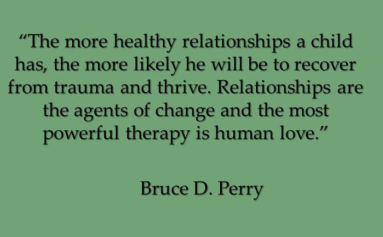 “The more healthy relationships a child
has, the more likely he will be to recover
from trauma and thrive. Relationships are
the agents of change and the most
powerful therapy is human love.”
Bruce D. Perry